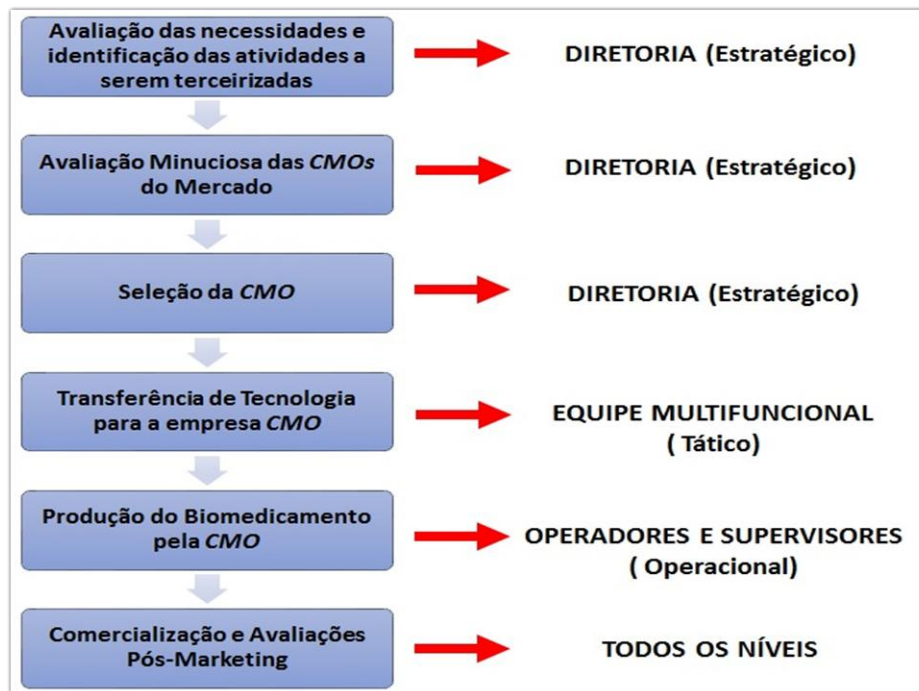 Avaliação das necessidades e
identificação das atividades a
serem terceirizadas
DIRETORIA (Estratégico)
Avaliação Minuciosa das CMOs
do Mercado
DIRETORIA (Estratégico)
Seleção da CMO
DIRETORIA (Estratégico)
Transferência de Tecnologia
para a empresa CMO
EQUIPE MULTIFUNCIONAL
( Tático)
Produção do Biomedicamento
pela CMO
OPERADORES E SUPERVISORES
( Operacional)
Comercialização e Avaliações
Pós-Marketing
TODOS OS NÍVEIS